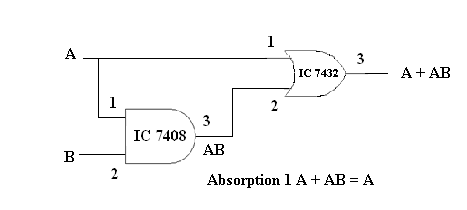 1
A
IC 7432
3
A + AB
2
1
IC 7408
3
AB
B
2
Absorption 1 A + AB = A